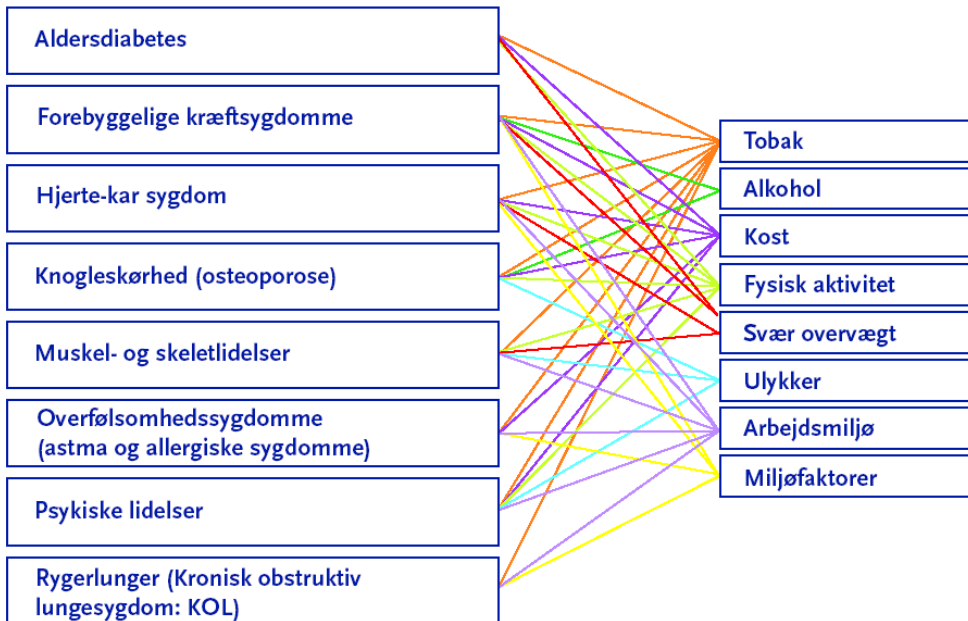 Aldersdiabetes
Forebyggelige kræftsygdomme
Hjerte-kar sygdom
Knogleskørhed (osteoporose)
Muskel- og skeletlidelser
Overfølsomhedssygdomme
(astma og allergiske sygdomme)
Psykiske lidelser
Rygerlunger (Kronisk obstruktiv
lungesygdom: KOL)
Tobak
Alkohol
Kost
Fysisk aktivitet
Svær overvægt
Ulykker
Arbejdsmiljø
Miljøfaktorer